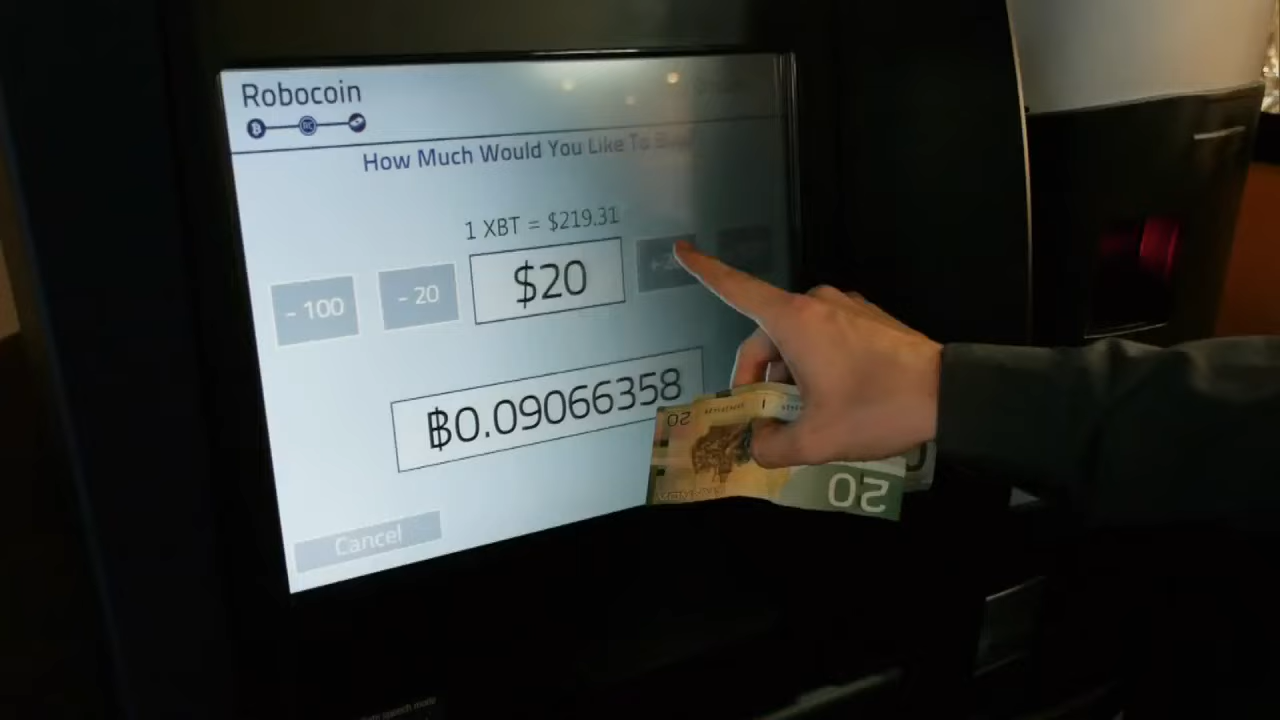 Robocoin
How Much Would You Like To
1 XBT = $219.31
- 100
- 20
$20
฿0.09066358
Cancel
20
20